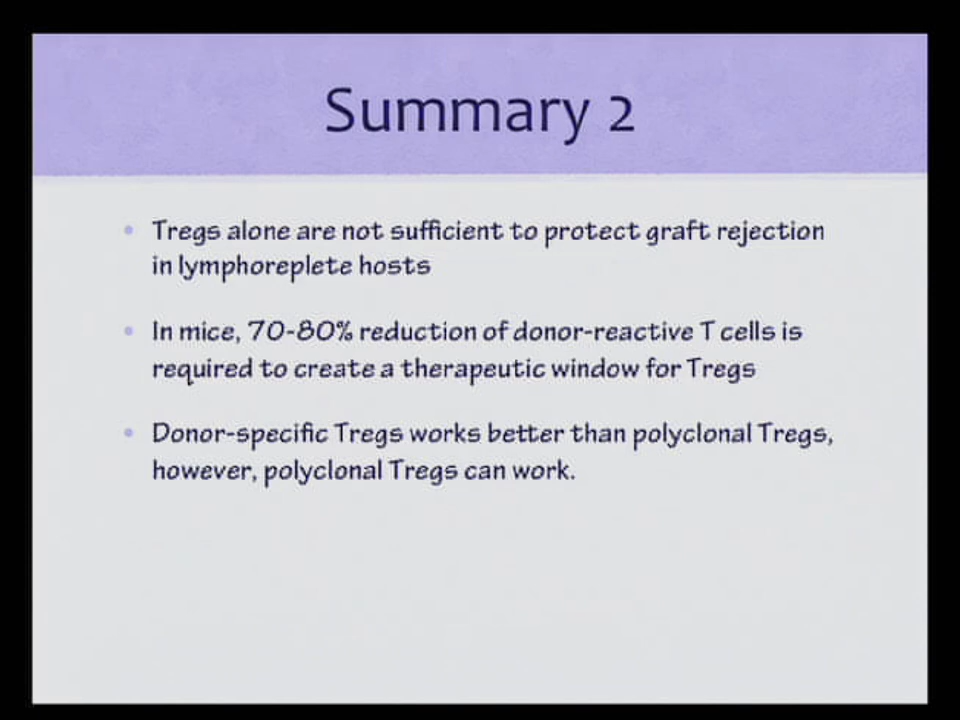 Summary 2
• Tregs alone are not sufficient to protect graft rejection
in lymphoreplete hosts
• In mice, 70-80% reduction of donor-reactive T cells is
required to create a therapeutic window for Tregs
• Donor-specific Tregs works better than polyclonal Tregs,
however, polyclonal Tregs can work.